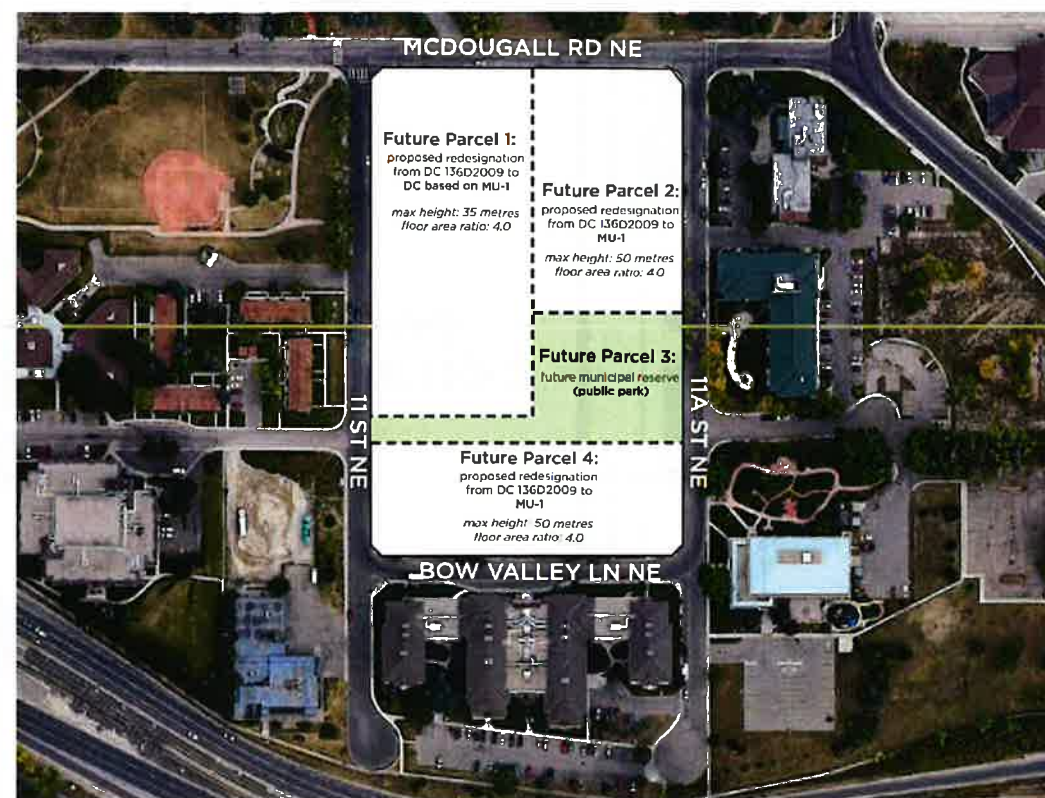 MCDOUGALL RD NE
Future Parcel 1:
proposed redesignation
from DC 136D2009 to
DC based on MU-1
max height: 35 metres
floor area ratio: 4.0
Future Parcel 2:
proposed redesignation
from DC 136D2009 to
MU-1
max height: 50 metres
floor area ratio: 4.0
Future Parcel 3:
future municipal reserve
(public park)
11 ST NE
11A ST NE
Future Parcel 4:
proposed redesignation
from DC 136D2009 to
MU-1
max height: 50 metres
floor area ratio: 4.0
BOW VALLEY LN NE